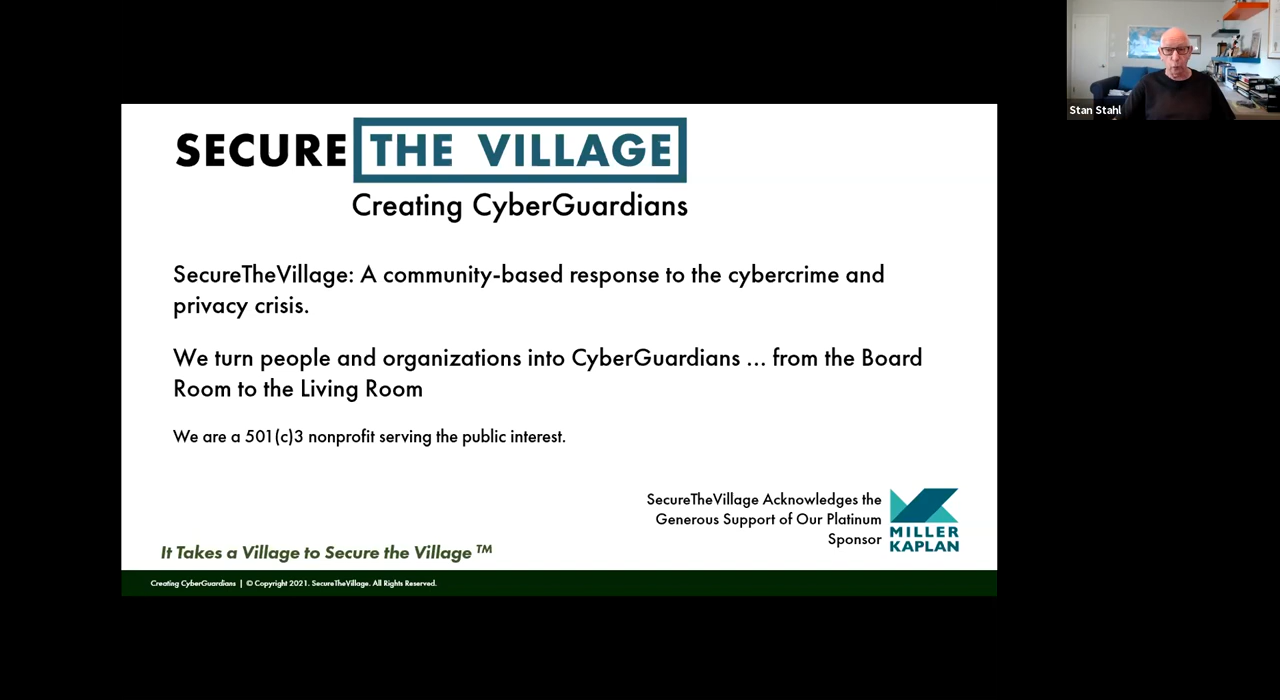 Stan Stahl
SECURE THE VILLAGE
Creating CyberGuardians
SecureTheVillage: A community-based response to the cybercrime and
privacy crisis.
We turn people and organizations into CyberGuardians ... from the Board
Room to the Living Room
We are a 501(c)3 nonprofit serving the public interest.
SecureTheVillage Acknowledges the
Generous Support of Our Platinum
Sponsor
MILLER
KAPLAN
It Takes a Village to Secure the Village ™
Creating CyberGuardians | © Copyright 2021. SecureTheVillage. All Rights Reserved.